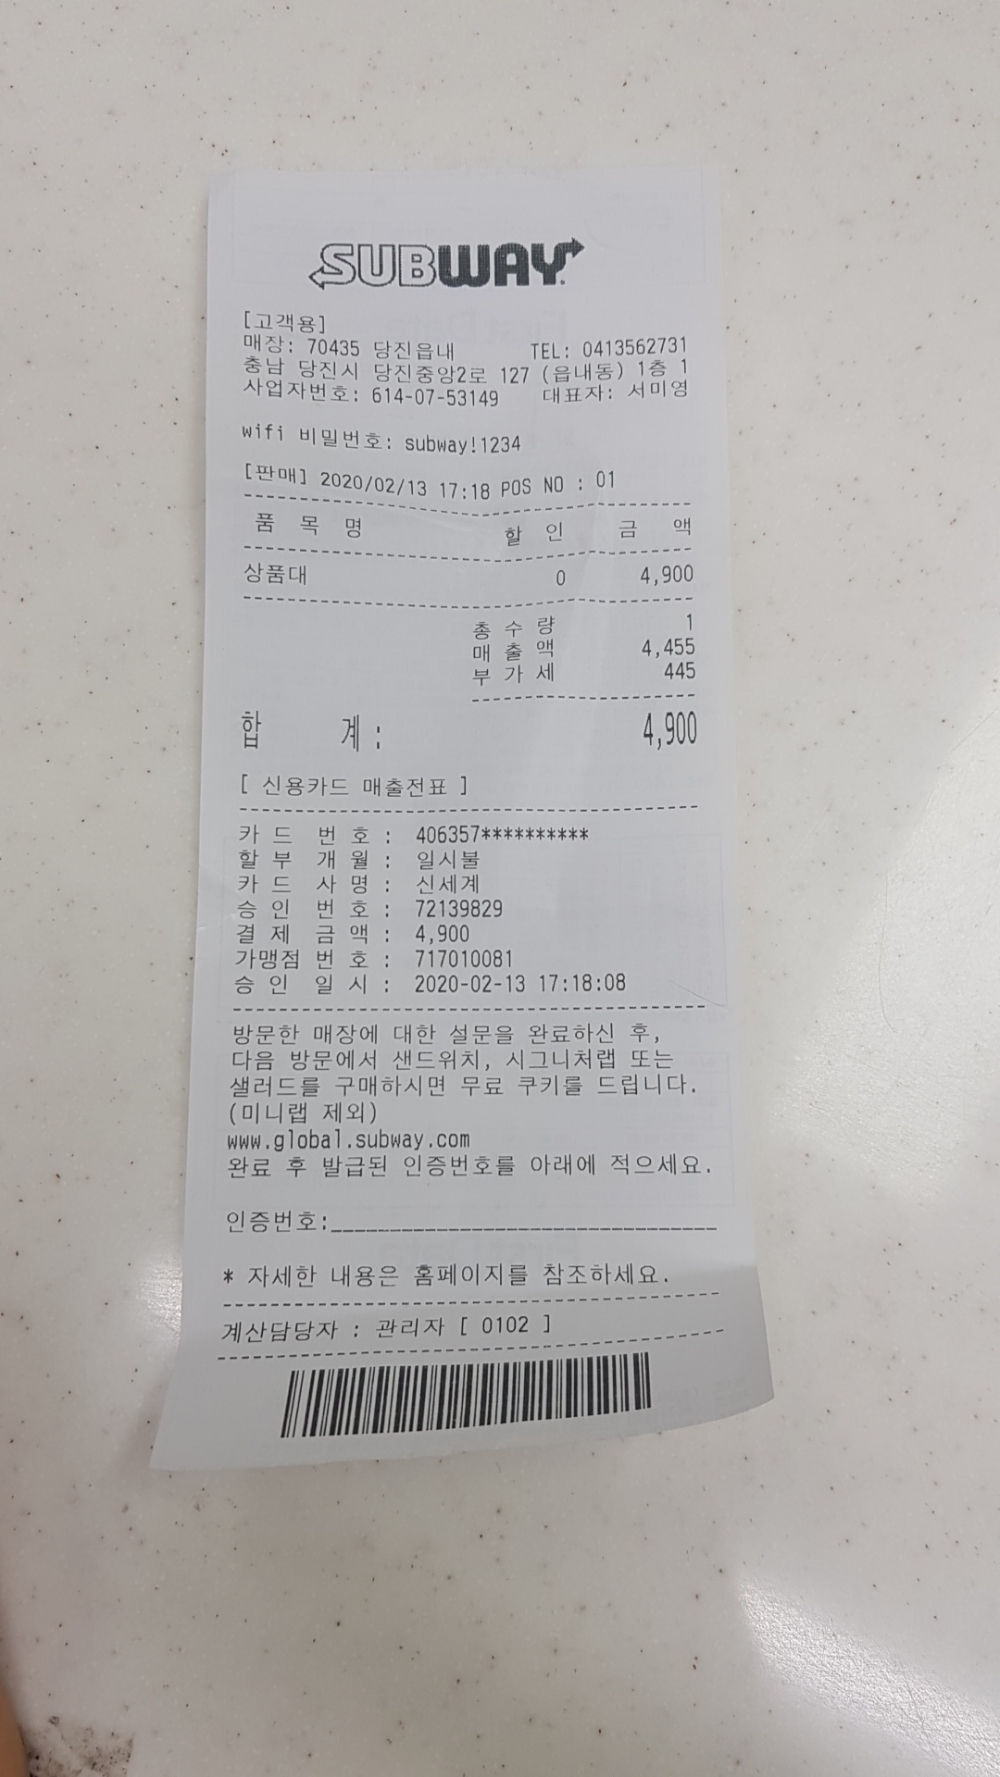 SUBWAY
[고객용]
매장: 70435 당진읍내 TEL: 0413562731
충남 당진시 당진중앙2로 127 (읍내동) 1층 1
사업자번호: 614-07-53149 대표자: 서미영
wifi 비밀번호: subway!1234
[판매] 2020/02/13 17:18 POS NO : 01
품 목 명 할 인 금 액
상품대 0 4,900
총 수 량 1
매 출 액 4,455
부 가 세 445
합 계 : 4,900
[ 신용카드 매출전표 ]
카 드 번 호 : 406357**********
할 부 개 월 : 일시불
카 드 사 명 : 신세계
승 인 번 호 : 72139829
결 제 금 액 : 4,900
가맹점 번 호 : 717010081
승 인 일 시 : 2020-02-13 17:18:08
방문한 매장에 대한 설문을 완료하신 후,
다음 방문에서 샌드위치, 시그니처랩 또는
샐러드를 구매하시면 무료 쿠키를 드립니다.
(미니랩 제외)
www.global.subway.com
완료 후 발급된 인증번호를 아래에 적으세요.
인증번호:_________________________________
* 자세한 내용은 홈페이지를 참조하세요.
계산담당자 : 관리자 [ 0102 ]